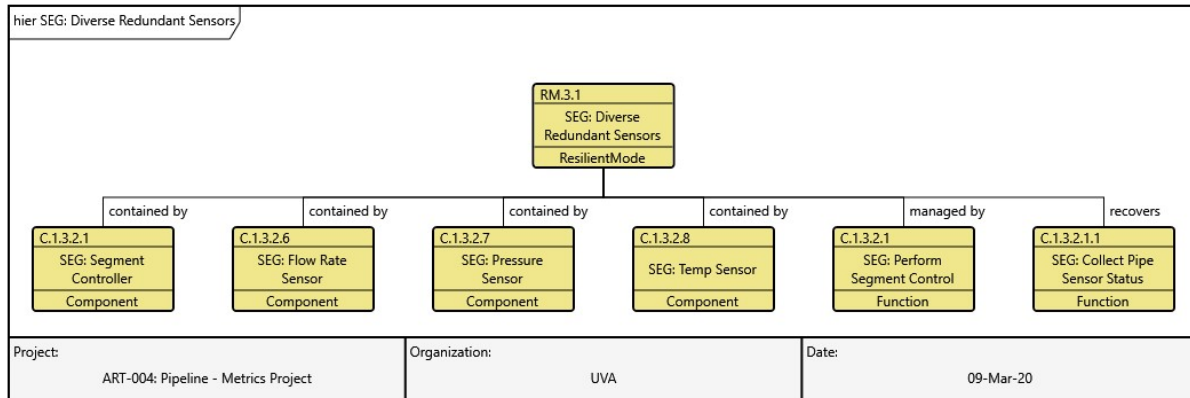 hier SEG: Diverse Redundant Sensors
RM.3.1
SEG: Diverse
Redundant Sensors
ResilientMode
contained by
contained by
contained by
contained by
managed by
recovers
C.1.3.2.1
SEG: Segment
Controller
Component
C.1.3.2.6
SEG: Flow Rate
Sensor
Component
C.1.3.2.7
SEG: Pressure
Sensor
Component
C.1.3.2.8
SEG: Temp Sensor
Component
C.1.3.2.1
SEG: Perform
Segment Control
Function
C.1.3.2.1.1
SEG: Collect Pipe
Sensor Status
Function
Project:
ART-004: Pipeline - Metrics Project
Organization:
UVA
Date:
09-Mar-20